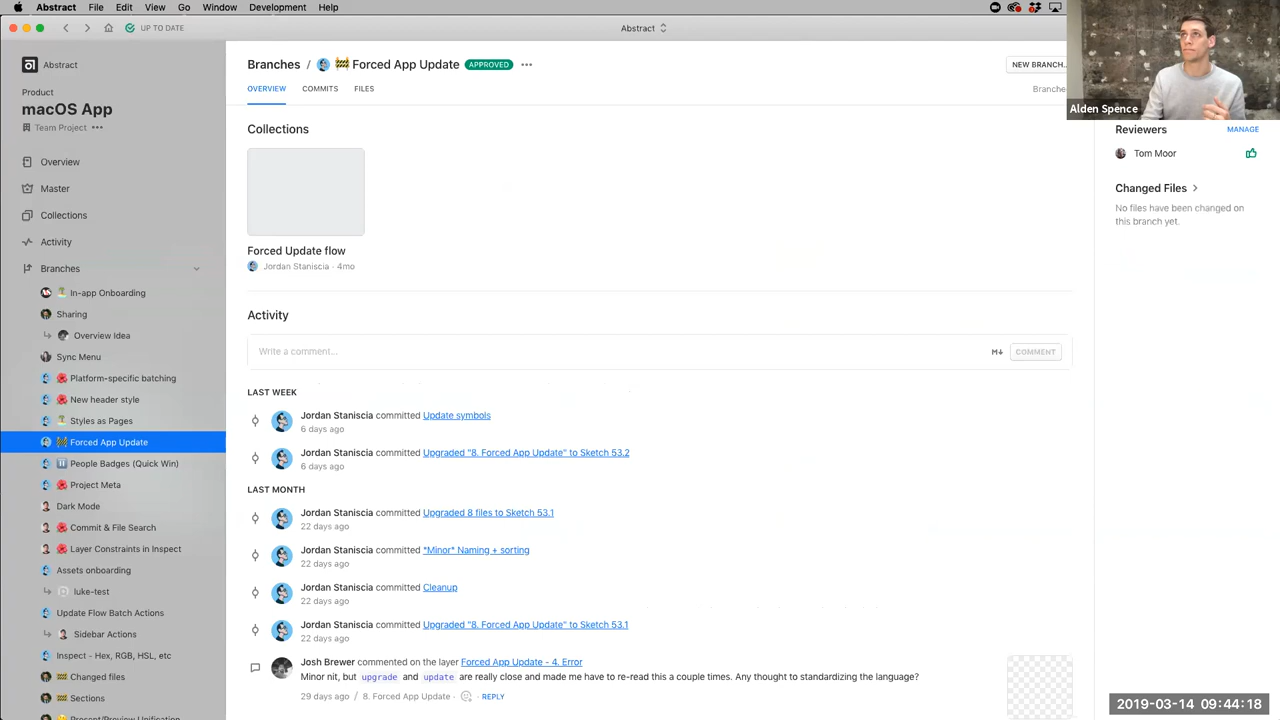 Abstract File Edit View Go Window Development Help
UP TO DATE
Abstract
Abstract
Product
macOS App
Team Project
Overview
Master
Collections
Activity
Branches
In-app Onboarding
Sharing
Overview Idea
Sync Menu
Platform-specific batching
New header style
Styles as Pages
Forced App Update
People Badges (Quick Win)
Project Meta
Dark Mode
Commit & File Search
Layer Constraints in Inspect
Assets onboarding
luke-test
Update Flow Batch Actions
Sidebar Actions
Inspect - Hex, RGB, HSL, etc
Changed files
Sections
Present/Preview Unification
Branches / Forced App Update APPROVED
NEW BRANCH...
OVERVIEW COMMITS FILES
Branche
Collections
Forced Update flow
Jordan Staniscia · 4mo
Activity
Write a comment...
M↓ COMMENT
LAST WEEK
Jordan Staniscia committed Update symbols
6 days ago
Jordan Staniscia committed Upgraded "8. Forced App Update" to Sketch 53.2
6 days ago
LAST MONTH
Jordan Staniscia committed Upgraded 8 files to Sketch 53.1
22 days ago
Jordan Staniscia committed *Minor* Naming + sorting
22 days ago
Jordan Staniscia committed Cleanup
22 days ago
Jordan Staniscia committed Upgraded "8. Forced App Update" to Sketch 53.1
22 days ago
Josh Brewer commented on the layer Forced App Update - 4. Error
Minor nit, but upgrade and update are really close and made me have to re-read this a couple times. Any thought to standardizing the language?
29 days ago / 8. Forced App Update · REPLY
Alden Spence
Reviewers MANAGE
Tom Moor
Changed Files
No files have been changed on
this branch yet.
2019-03-14 09:44:18